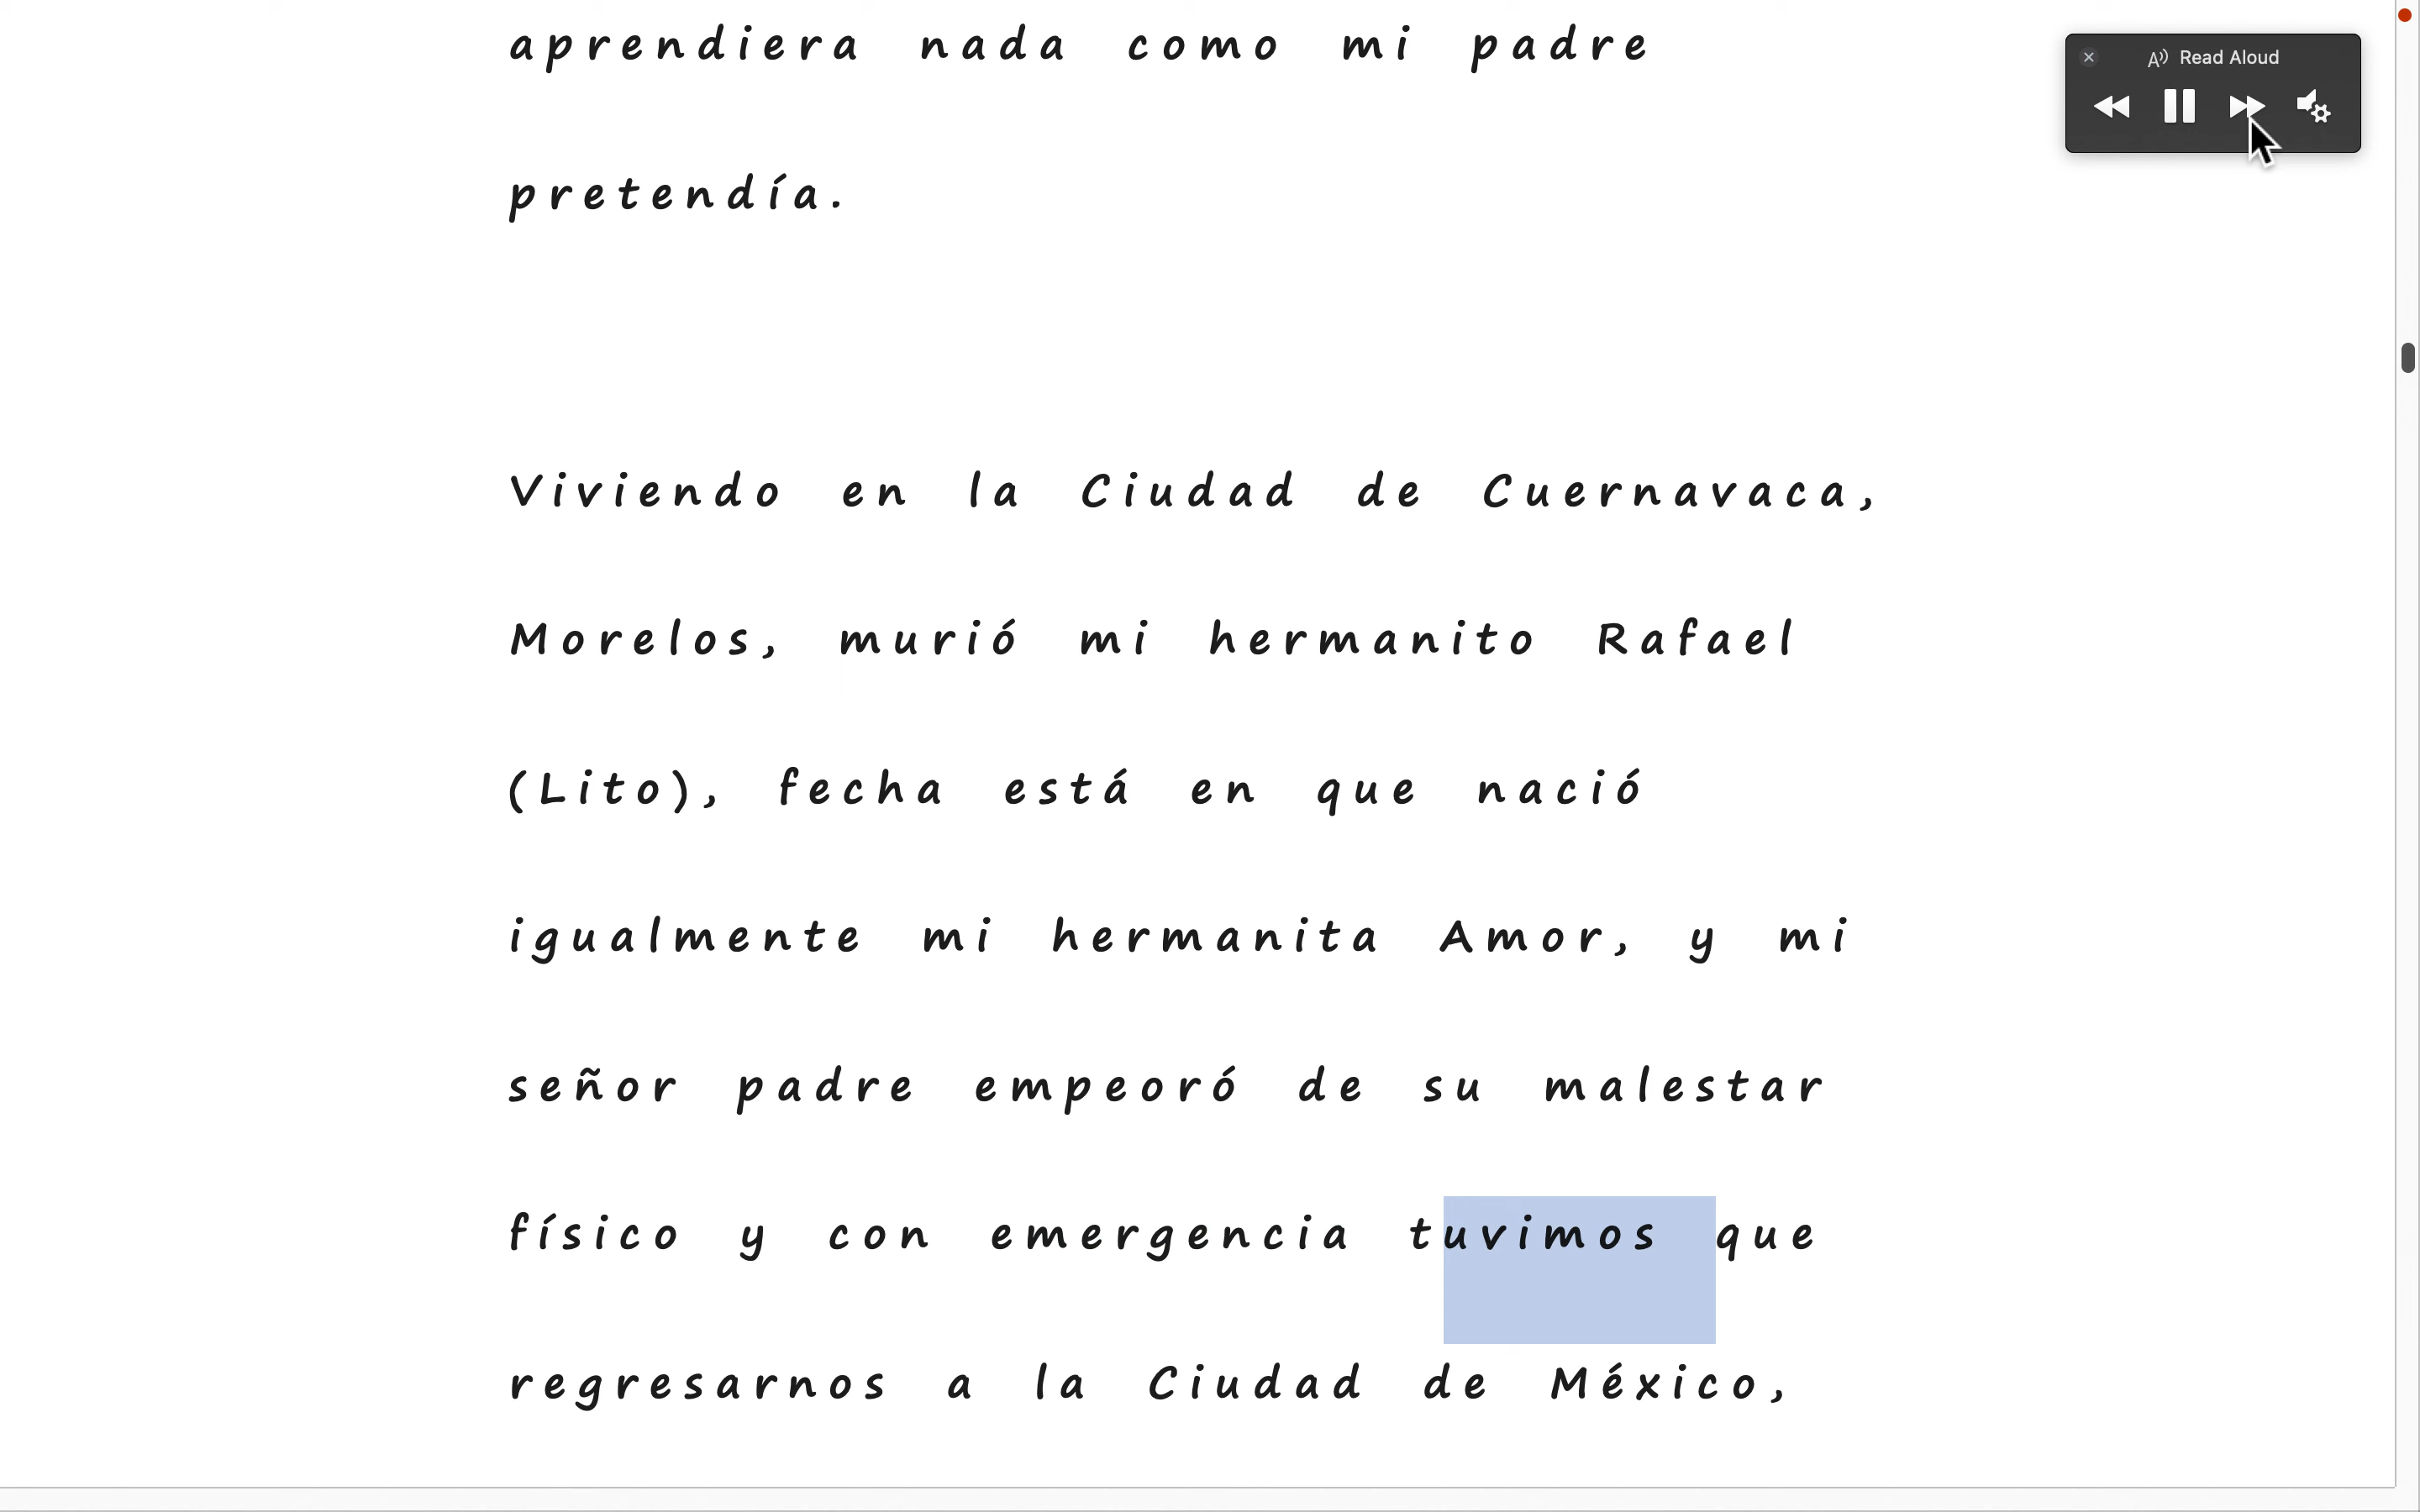 aprendiera nada como mi padre
Read Aloud
pretendía.
Viviendo en la Ciudad de Cuernavaca,
Morelos, murió mi hermanito Rafael
(Lito), fecha está en que nació
igualmente mi hermanita Amor, y mi
señor padre empeoró de su malestar
físico y con emergencia tuvimos que
regresarnos a la Ciudad de México,